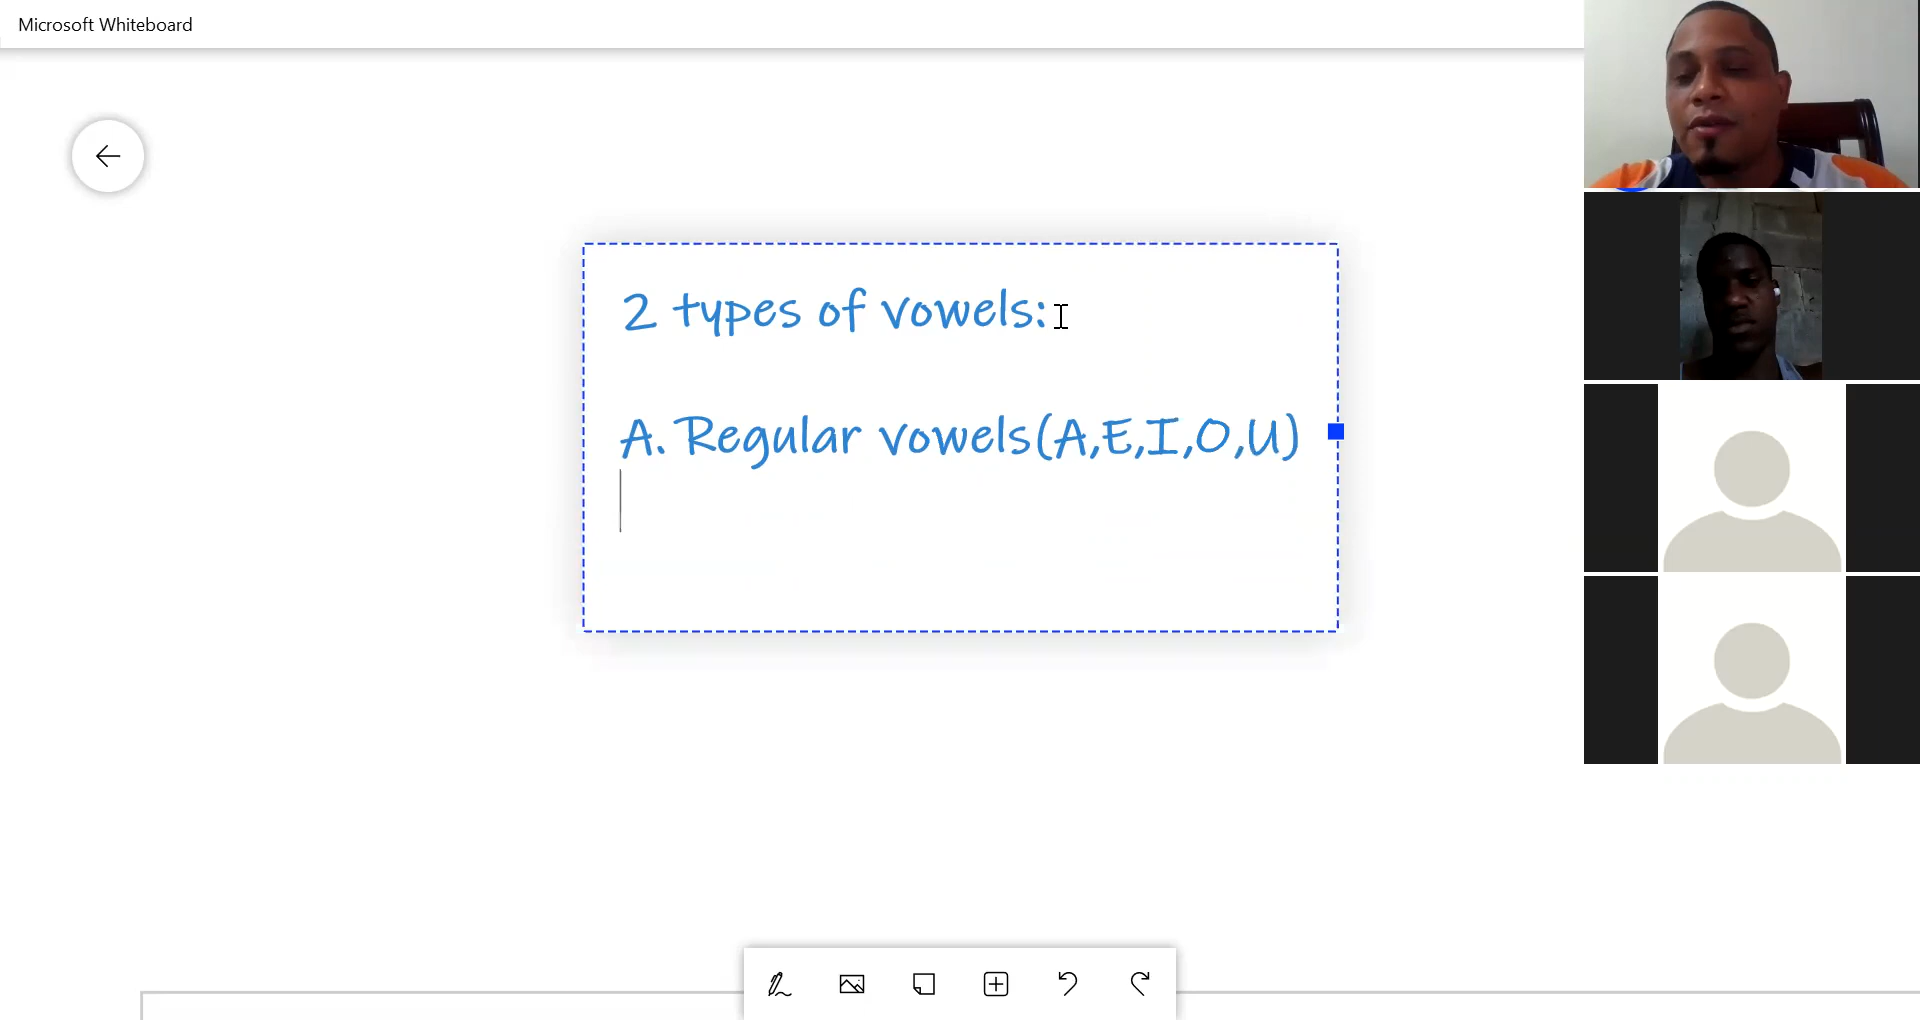 Microsoft Whiteboard
2 types of vowels:
A. Regular vowels(A,E,I,O,U)